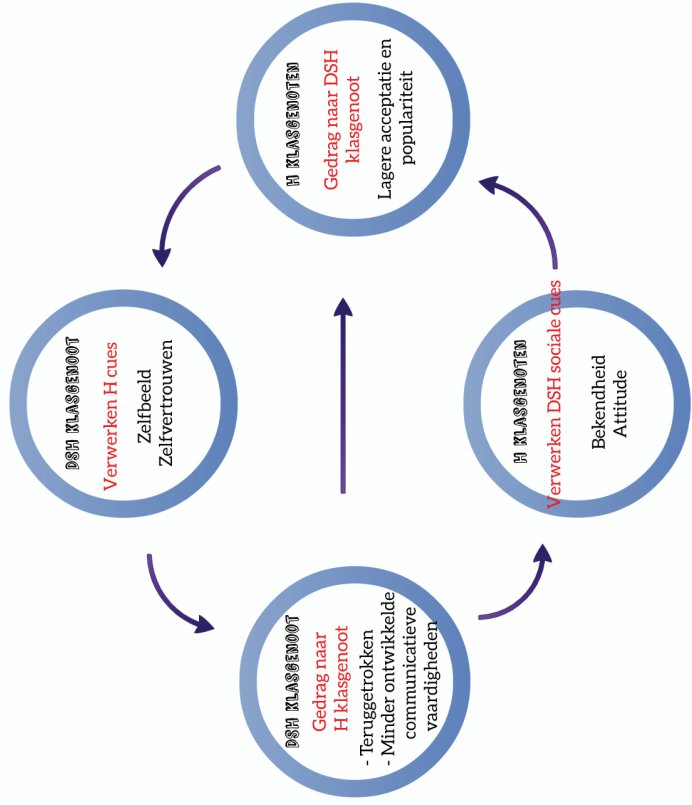 DSH KLASGENOOT
Verwerken H cues
Zelfbeeld
Zelfvertrouwen
DSH KLASGENOOT
Gedrag naar
H klasgenoot
- Teruggetrokken
- Minder ontwikkelde
communicatieve
vaardigheden
H KLASGENOTEN
Gedrag naar DSH
klasgenoot
Lagere acceptatie en
populariteit
H KLASGENOTEN
Verwerken DSH sociale cues
Bekendheid
Attitude